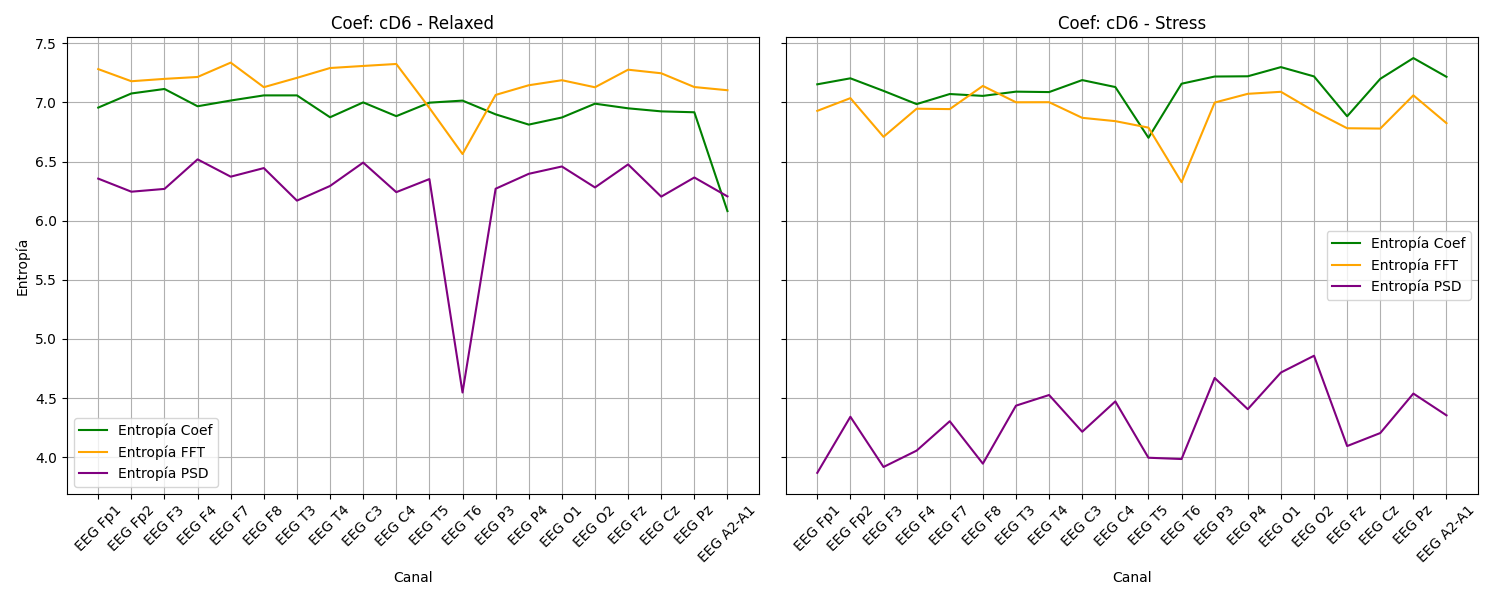 Coef: cD6 - Relaxed
Entropía
7.5
7.0
6.5
6.0
5.5
5.0
4.5
4.0
Entropía Coef
Entropía FFT
Entropía PSD
EEG Fp1
EEG Fp2
EEG F3
EEG F4
EEG F7
EEG F8
EEG T3
EEG T4
EEG C3
EEG C4
EEG T5
EEG T6
EEG P3
EEG P4
EEG O1
EEG O2
EEG Fz
EEG Cz
EEG Pz
EEG A2-A1
Canal
Coef: cD6 - Stress
Entropía Coef
Entropía FFT
Entropía PSD
EEG Fp1
EEG Fp2
EEG F3
EEG F4
EEG F7
EEG F8
EEG T3
EEG T4
EEG C3
EEG C4
EEG T5
EEG T6
EEG P3
EEG P4
EEG O1
EEG O2
EEG Fz
EEG Cz
EEG Pz
EEG A2-A1
Canal